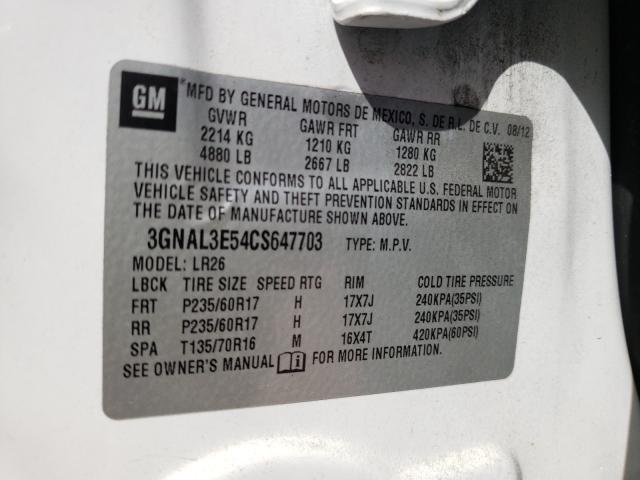 GM
MFD BY GENERAL MOTORS DE MEXICO, S. DE R.L. DE C.V. 08/12
GVWR GAWR FRT GAWR RR
2214 KG 1210 KG 1280 KG
4880 LB 2667 LB 2822 LB
THIS VEHICLE CONFORMS TO ALL APPLICABLE U.S. FEDERAL MOTOR
VEHICLE SAFETY AND THEFT PREVENTION STANDARDS IN EFFECT ON
THE DATE OF MANUFACTURE SHOWN ABOVE.
3GNAL3E54CS647703 TYPE: M.P.V.
MODEL: LR26
LBCK TIRE SIZE SPEED RTG RIM COLD TIRE PRESSURE
FRT P235/60R17 H 17X7J 240KPA(35PSI)
RR P235/60R17 H 17X7J 240KPA(35PSI)
SPA T135/70R16 M 16X4T 420KPA(60PSI)
SEE OWNER'S MANUAL FOR MORE INFORMATION.